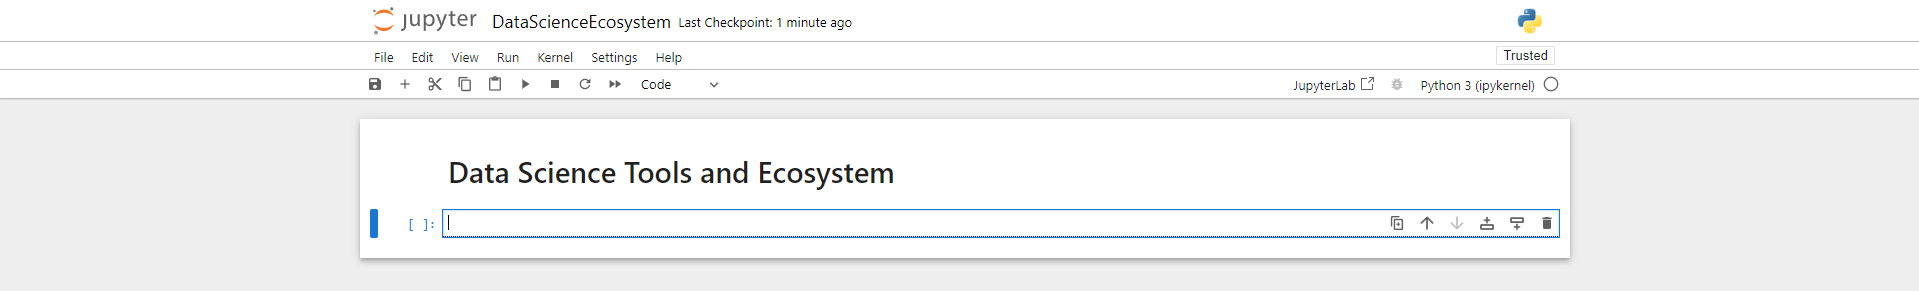 jupyter DataScienceEcosystem Last Checkpoint: 1 minute ago
File Edit View Run Kernel Settings Help Trusted
Code JupyterLab Python 3 (ipykernel)
Data Science Tools and Ecosystem
[ ]: